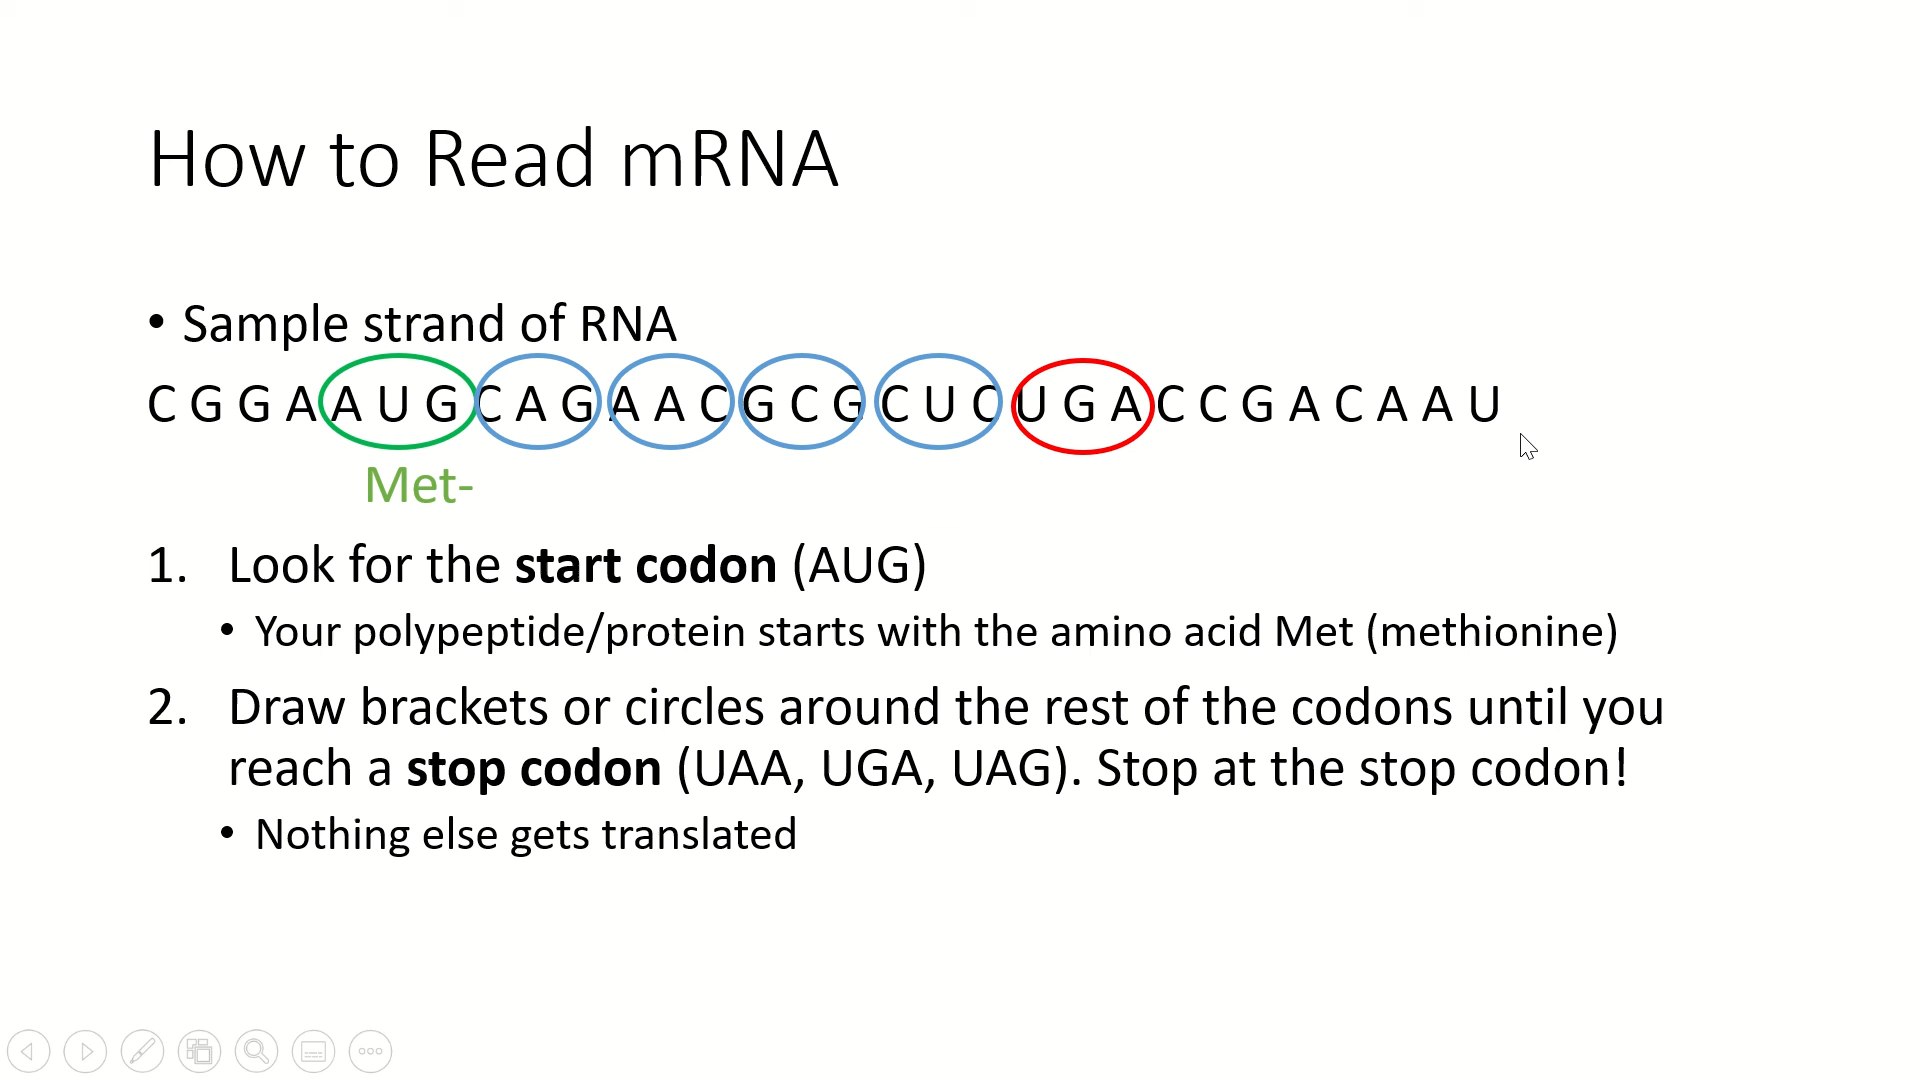 How to Read mRNA
• Sample strand of RNA
C G G A A U G C A G A A C G C G C U C U G A C C G A C A A U
Met-
1. Look for the start codon (AUG)
• Your polypeptide/protein starts with the amino acid Met (methionine)
2. Draw brackets or circles around the rest of the codons until you
reach a stop codon (UAA, UGA, UAG). Stop at the stop codon!
• Nothing else gets translated